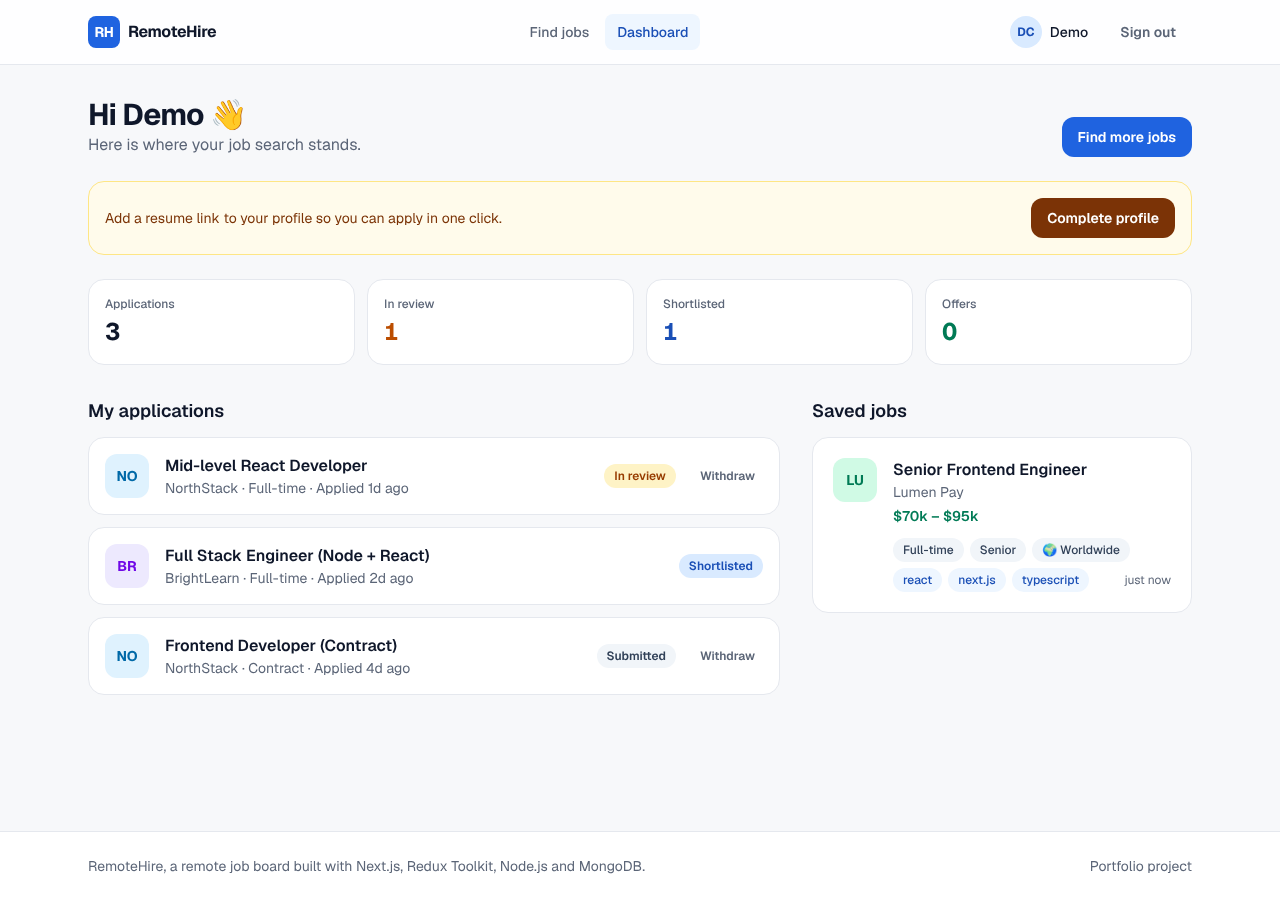 RH RemoteHire
Find jobs
Dashboard
DC Demo
Sign out
Hi Demo 👋
Here is where your job search stands.
Find more jobs
Add a resume link to your profile so you can apply in one click.
Complete profile
Applications
3
In review
1
Shortlisted
1
Offers
0
My applications
NO
Mid-level React Developer
NorthStack · Full-time · Applied 1d ago
In review
Withdraw
BR
Full Stack Engineer (Node + React)
BrightLearn · Full-time · Applied 2d ago
Shortlisted
NO
Frontend Developer (Contract)
NorthStack · Contract · Applied 4d ago
Submitted
Withdraw
Saved jobs
LU
Senior Frontend Engineer
Lumen Pay
$70k – $95k
Full-time Senior 🌍 Worldwide
react next.js typescript just now
RemoteHire, a remote job board built with Next.js, Redux Toolkit, Node.js and MongoDB.
Portfolio project